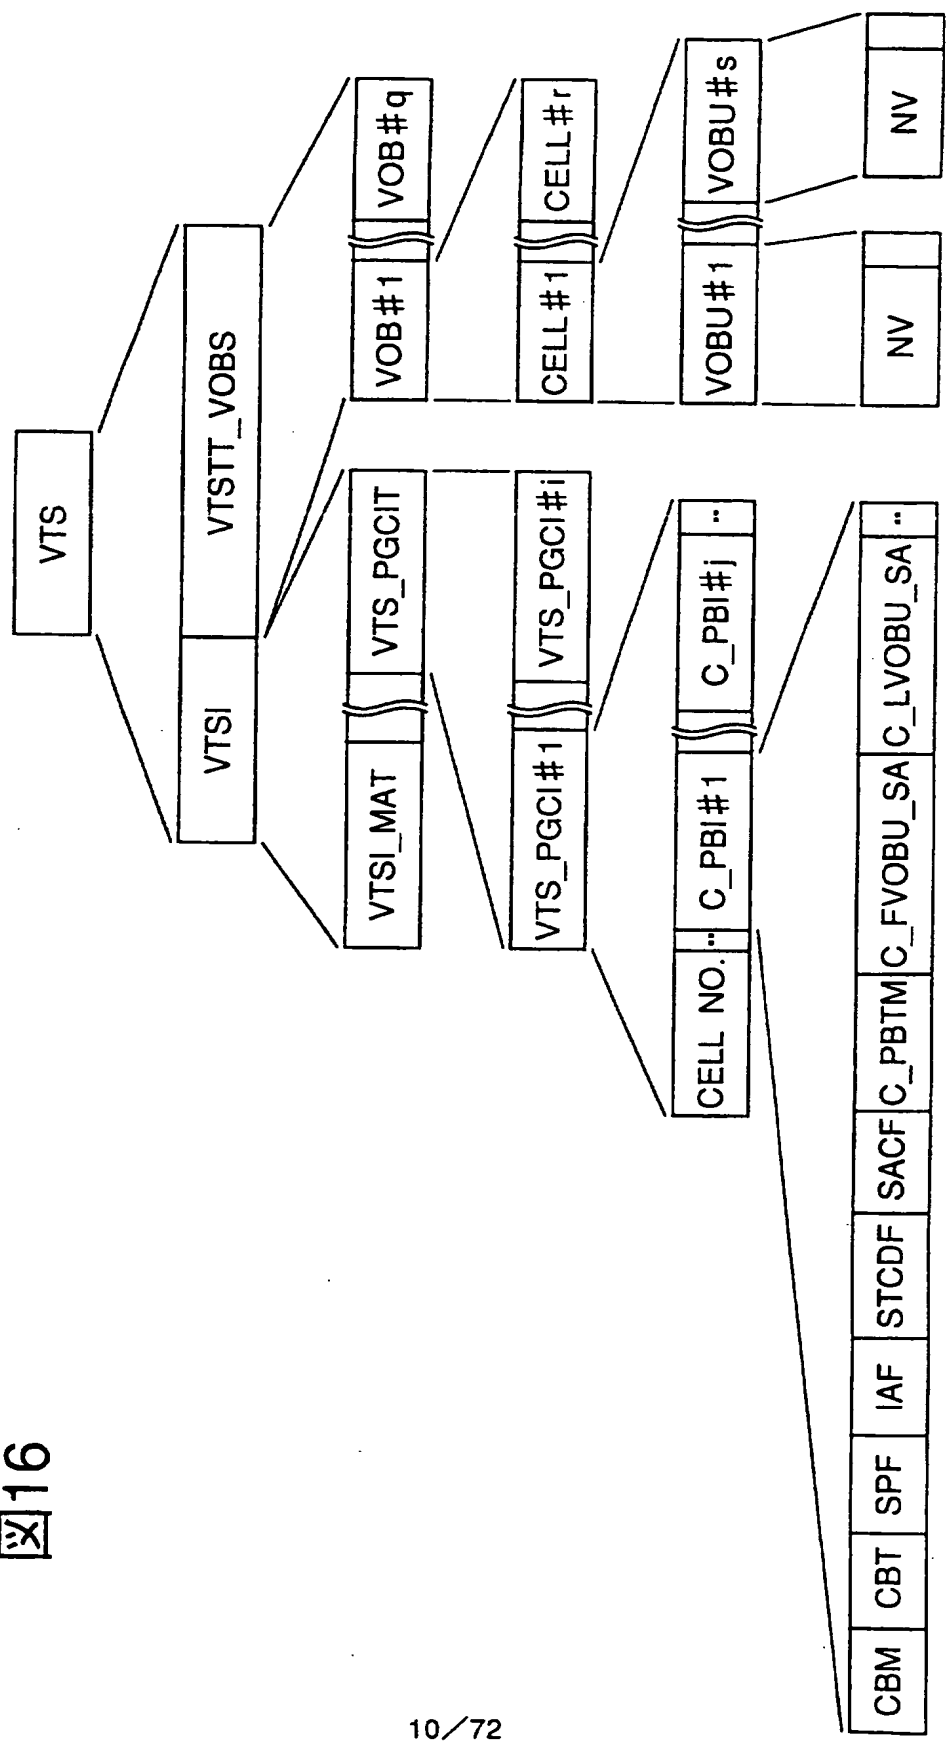 図16
VTS
VTSI VTSTT_VOBS
VTSI_MAT VTS_PGCIT VOB#1 VOB#q
VTS_PGCI#1 VTS_PGCI#i CELL#1 CELL#r
CELL NO. ‥ C_PBI#1 C_PBI#j ‥ VOBU#1 VOBU#s
CBM CBT SPF IAF STCDF SACF C_PBTM C_FVOBU_SA C_LVOBU_SA ‥ NV NV
10/72